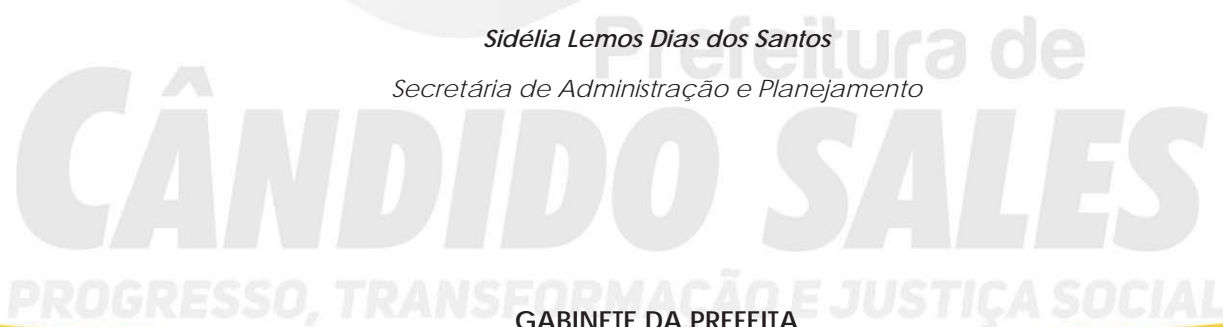 Prefeitura de
Sidélia Lemos Dias dos Santos
Secretária de Administração e Planejamento
CÂNDIDO SALES
PROGRESSO, TRANSFORMAÇÃO E JUSTIÇA SOCIAL
GABINETE DA PREFEITA